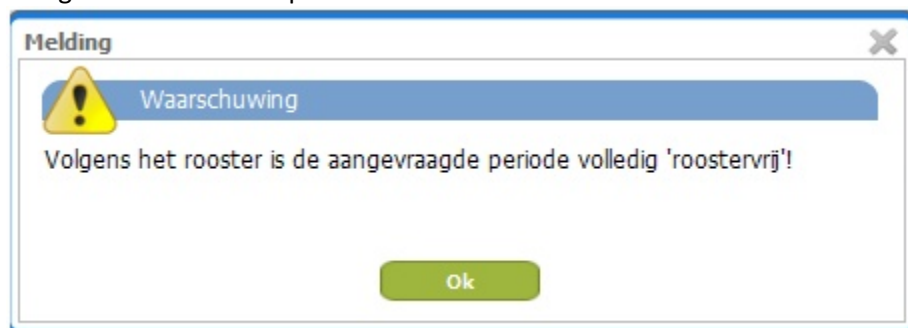 Melding
Waarschuwing
Volgens het rooster is de aangevraagde periode volledig 'roostervrij'!
Ok